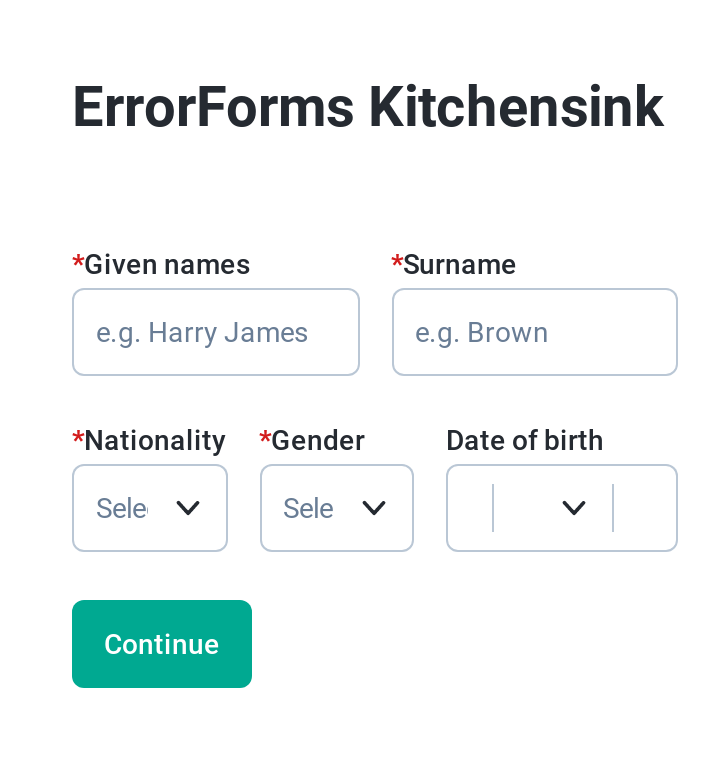 ErrorForms Kitchensink
*Given names *Surname
e.g. Harry James e.g. Brown
*Nationality *Gender Date of birth
Sele Sele
Continue